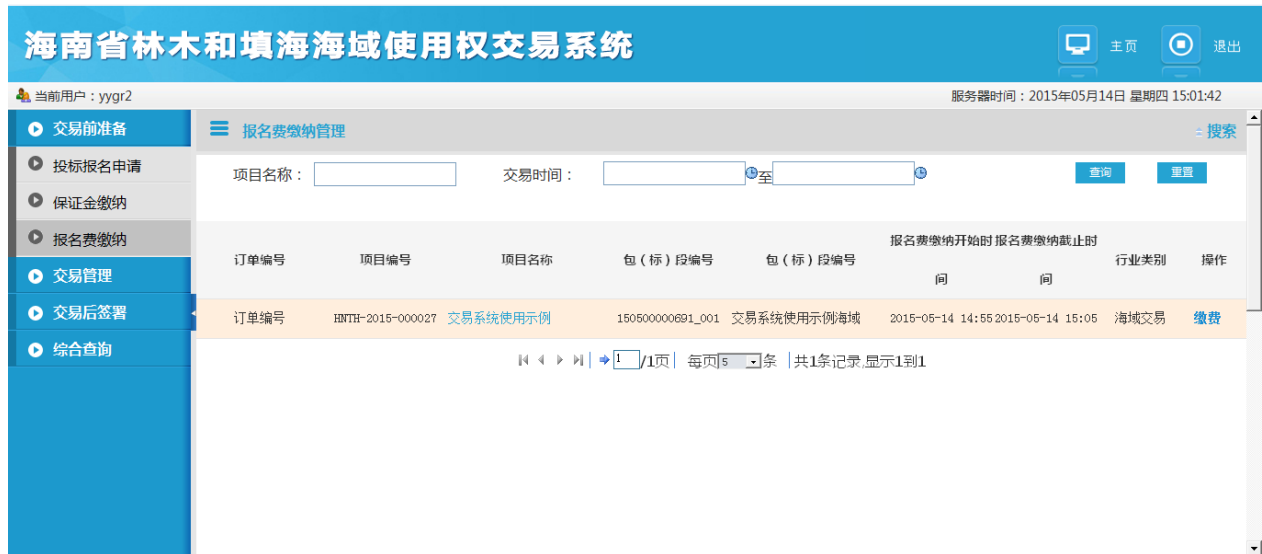 海南省林木和填海海域使用权交易系统
主页
退出
当前用户：yygr2
服务器时间：2015年05月14日 星期四 15:01:42
交易前准备
投标报名申请
保证金缴纳
报名费缴纳
交易管理
交易后签署
综合查询
报名费缴纳管理
搜索
项目名称：
交易时间：
至
查询
重置
订单编号 项目编号 项目名称 包（标）段编号 包（标）段编号 报名费缴纳开始时间 报名费缴纳截止时间 行业类别 操作
订单编号 HNTH-2015-000027 交易系统使用示例 150500000691_001 交易系统使用示例海域 2015-05-14 14:55 2015-05-14 15:05 海域交易 缴费
1 /1页 每页 5 条 共1条记录,显示1到1